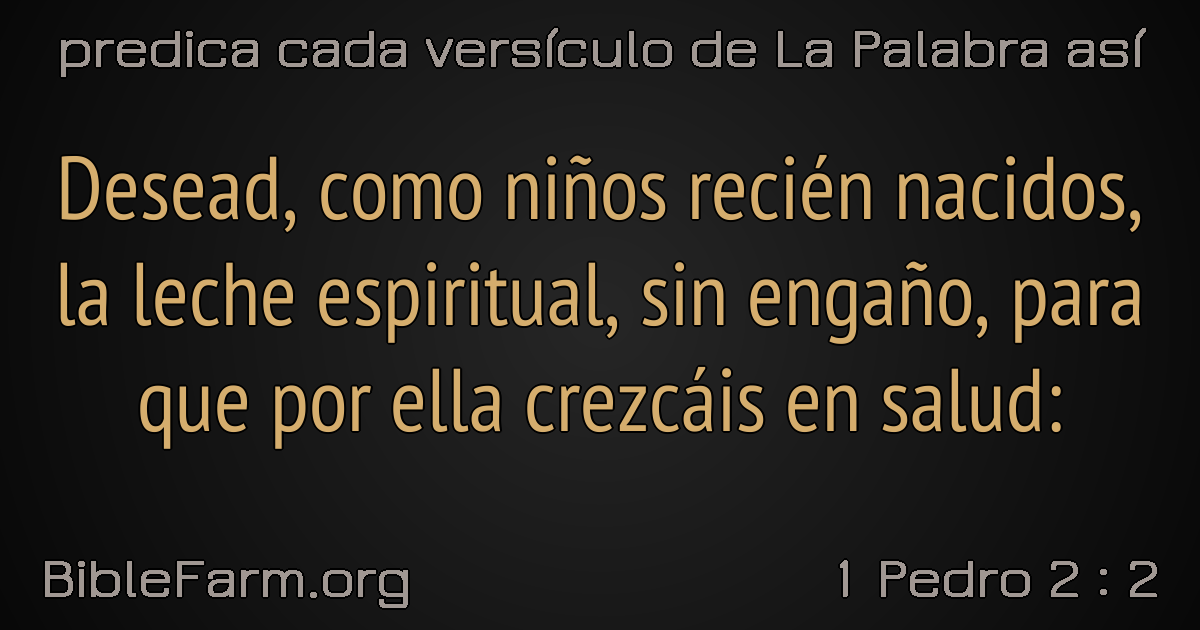 predica cada versículo de La Palabra así
Desead, como niños recién nacidos,
la leche espiritual, sin engaño, para
que por ella crezcáis en salud:
BibleFarm.org
1 Pedro 2 : 2